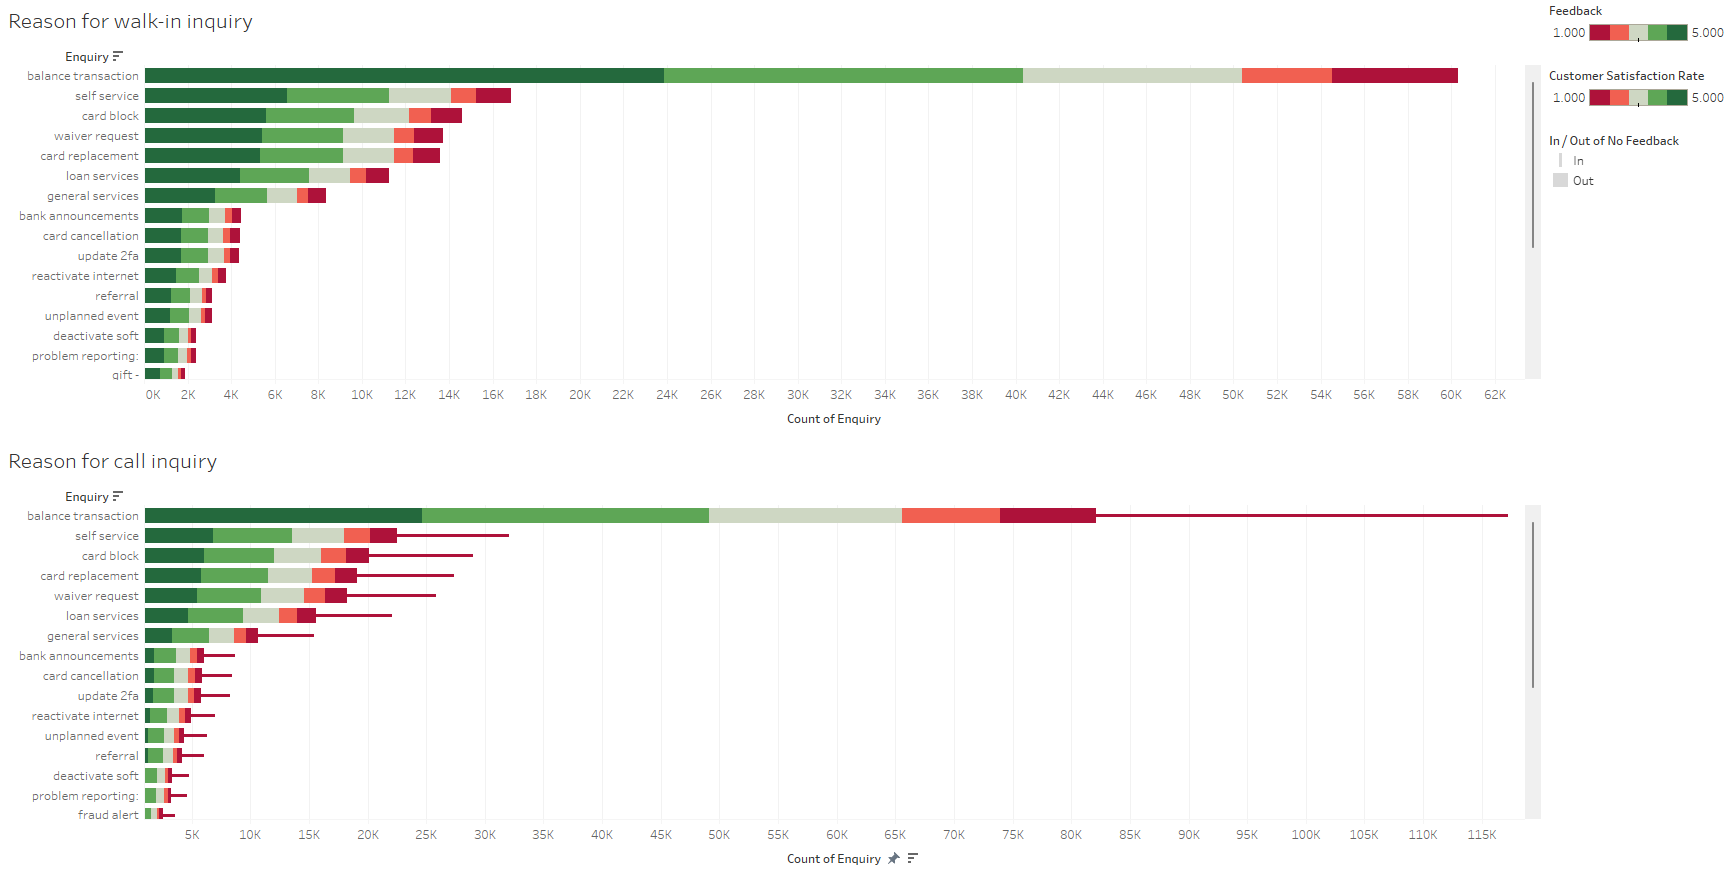 Reason for walk-in inquiry
Enquiry
balance transaction
self service
card block
waiver request
card replacement
loan services
general services
bank announcements
card cancellation
update 2fa
reactivate internet
referral
unplanned event
deactivate soft
problem reporting:
gift -
0K 2K 4K 6K 8K 10K 12K 14K 16K 18K 20K 22K 24K 26K 28K 30K 32K 34K 36K 38K 40K 42K 44K 46K 48K 50K 52K 54K 56K 58K 60K 62K
Count of Enquiry
Feedback
1.000 5.000
Customer Satisfaction Rate
1.000 5.000
In / Out of No Feedback
In
Out
Reason for call inquiry
Enquiry
balance transaction
self service
card block
card replacement
waiver request
loan services
general services
bank announcements
card cancellation
update 2fa
reactivate internet
unplanned event
referral
deactivate soft
problem reporting:
fraud alert
5K 10K 15K 20K 25K 30K 35K 40K 45K 50K 55K 60K 65K 70K 75K 80K 85K 90K 95K 100K 105K 110K 115K
Count of Enquiry